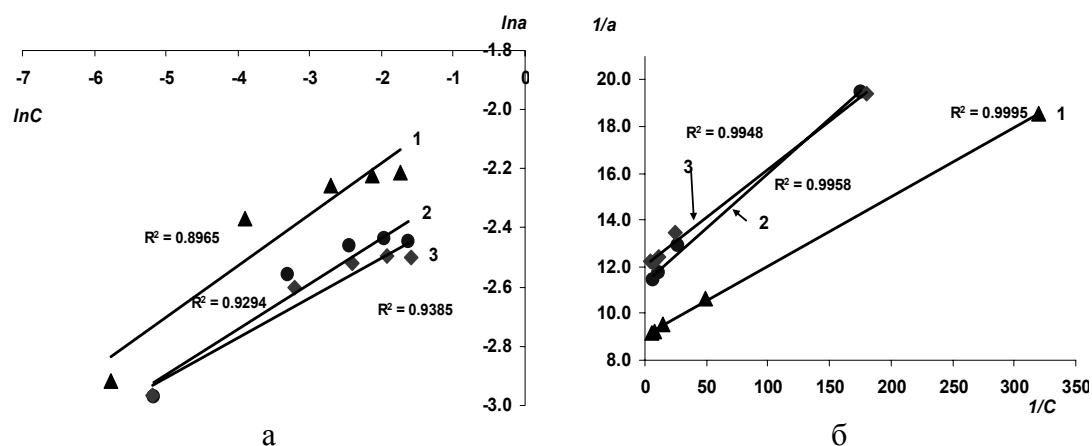 lna
-7 -6 -5 -4 -3 -2 -1 0
lnC
-1.8
-2.0
-2.2
-2.4
-2.6
-2.8
-3.0
1
2
3
R² = 0.8965
R² = 0.9294
R² = 0.9385
а
1/a
20.0
18.0
16.0
14.0
12.0
10.0
8.0
R² = 0.9948
R² = 0.9995
R² = 0.9958
1
3
2
0 50 100 150 200 250 300 350
1/C
б